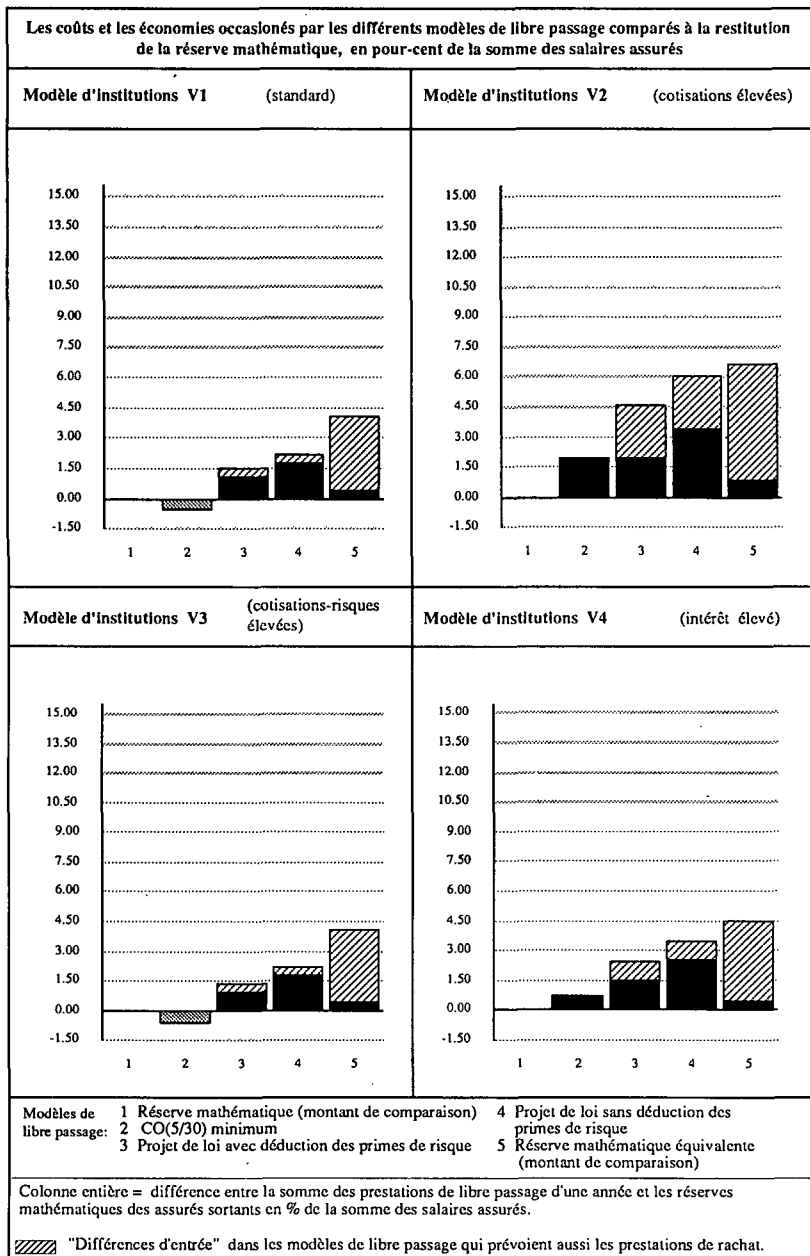 Les coûts et les économies occasionés par les différents modèles de libre passage comparés à la restitution
de la réserve mathématique, en pour-cent de la somme des salaires assurés
Modèle d'institutions V1 (standard)
15.00
13.50
12.00
10.50
9.00
7.50
6.00
4.50
3.00
1.50
0.00
-1.50
1 2 3 4 5
Modèle d'institutions V2 (cotisations élevées)
15.00
13.50
12.00
10.50
9.00
7.50
6.00
4.50
3.00
1.50
0.00
-1.50
1 2 3 4 5
Modèle d'institutions V3 (cotisations-risques
élevées)
15.00
13.50
12.00
10.50
9.00
7.50
6.00
4.50
3.00
1.50
0.00
-1.50
1 2 3 4 5
Modèle d'institutions V4 (intérêt élevé)
15.00
13.50
12.00
10.50
9.00
7.50
6.00
4.50
3.00
1.50
0.00
-1.50
1 2 3 4 5
Modèles de
libre passage:
1 Réserve mathématique (montant de comparaison)
2 CO(5/30) minimum
3 Projet de loi avec déduction des primes de risque
4 Projet de loi sans déduction des
primes de risque
5 Réserve mathématique équivalente
(montant de comparaison)
Colonne entière = différence entre la somme des prestations de libre passage d'une année et les réserves
mathématiques des assurés sortants en % de la somme des salaires assurés.
"Différences d'entrée" dans les modèles de libre passage qui prévoient aussi les prestations de rachat.